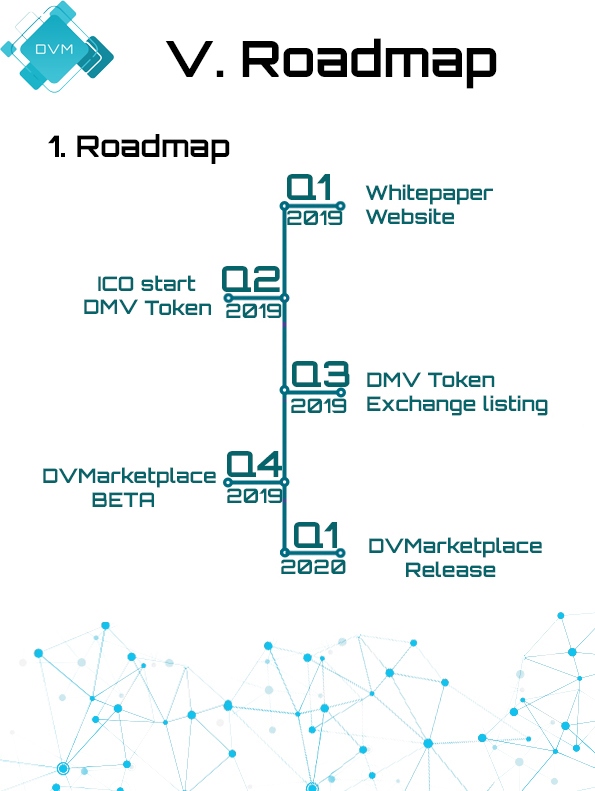 DVM
V. Roadmap
1. Roadmap
Q1
2019
Whitepaper
Website
Q2
2019
ICO start
DMV Token
Q3
2019
DMV Token
Exchange listing
Q4
2019
DVMarketplace
BETA
Q1
2020
DVMarketplace
Release